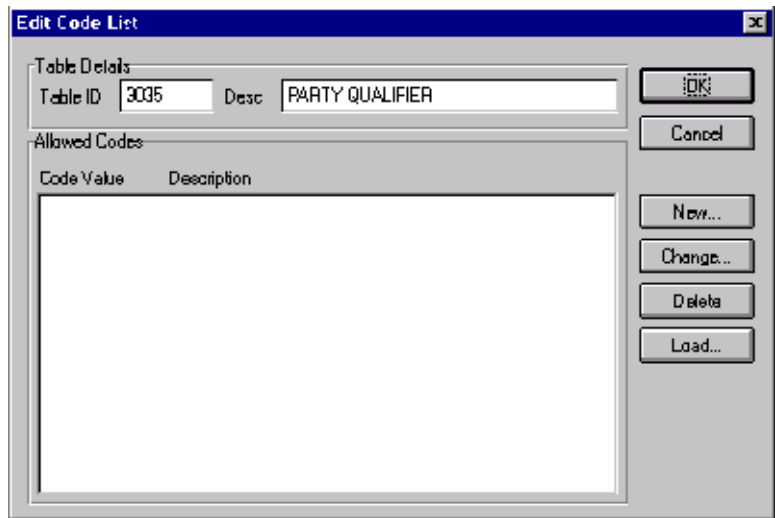 Edit Code List
Table Details
Table ID 3035 Desc PARTY QUALIFIER
OK
Cancel
Allowed Codes
Code Value Description
New...
Change...
Delete
Load...